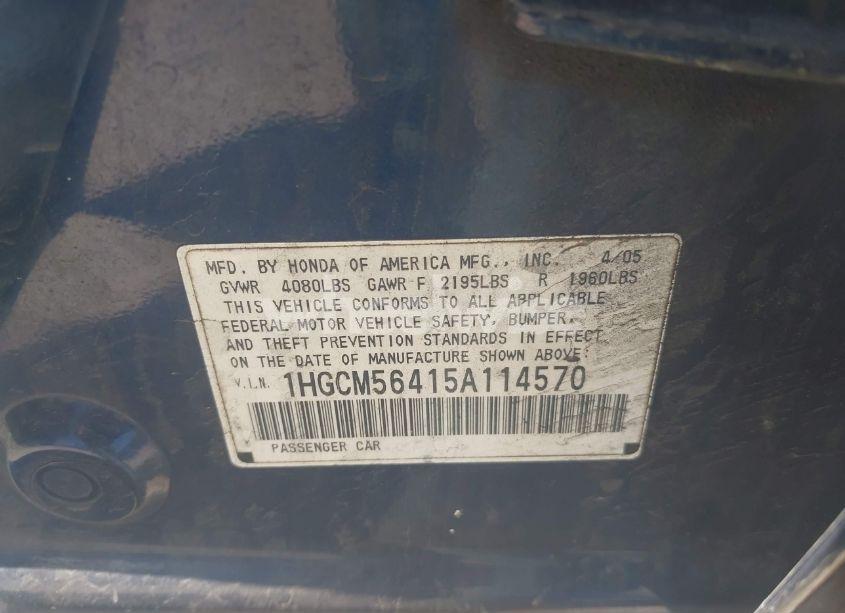 MFD. BY HONDA OF AMERICA MFG., INC. 4/05
GVWR 4080LBS GAWR F 2195LBS R 1960LBS
THIS VEHICLE CONFORMS TO ALL APPLICABLE
FEDERAL MOTOR VEHICLE SAFETY, BUMPER,
AND THEFT PREVENTION STANDARDS IN EFFECT
ON THE DATE OF MANUFACTURE SHOWN ABOVE:
V.I.N. 1HGCM56415A114570
PASSENGER CAR